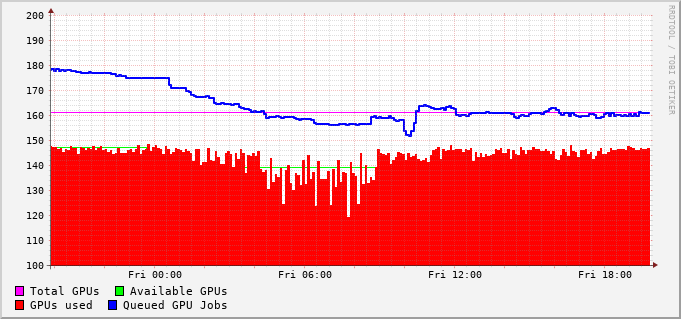 200
190
180
170
160
150
140
130
120
110
100
Fri 00:00 Fri 06:00 Fri 12:00 Fri 18:00
Total GPUs Available GPUs
GPUs used Queued GPU Jobs
RRDTOOL / TOBI OETIKER